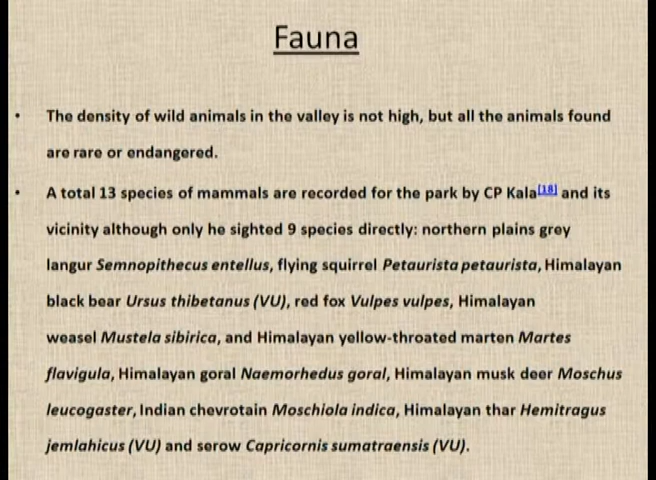 Fauna
• The density of wild animals in the valley is not high, but all the animals found
are rare or endangered.
• A total 13 species of mammals are recorded for the park by CP Kala[18] and its
vicinity although only he sighted 9 species directly: northern plains grey
langur Semnopithecus entellus, flying squirrel Petaurista petaurista, Himalayan
black bear Ursus thibetanus (VU), red fox Vulpes vulpes, Himalayan
weasel Mustela sibirica, and Himalayan yellow-throated marten Martes
flavigula, Himalayan goral Naemorhedus goral, Himalayan musk deer Moschus
leucogaster, Indian chevrotain Moschiola indica, Himalayan thar Hemitragus
jemlahicus (VU) and serow Capricornis sumatraensis (VU).